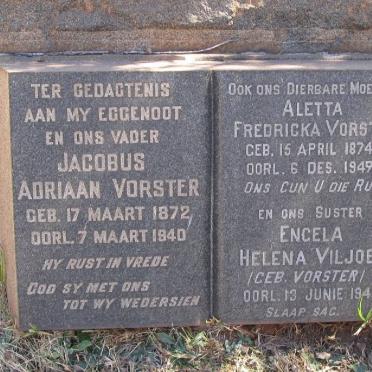 TER GEDAGTENIS
AAN MY EGGENOOT
EN ONS VADER
JACOBUS
ADRIAAN VORSTER
GEB. 17 MAART 1872
OORL. 7 MAART 1940
HY RUST IN VREDE
GOD SY MET ONS
TOT WY WEDERSIEN
OOK ONS DIERBARE MOE
ALETTA
FREDRICKA VORST
GEB. 15 APRIL 1874
OORL. 6 DES. 1949
ONS GUN U DIE RU
EN ONS SUSTER
ENGELA
HELENA VILJOE
/GEB. VORSTER/
OORL. 13 JUNIE 194
SLAAP SAG.